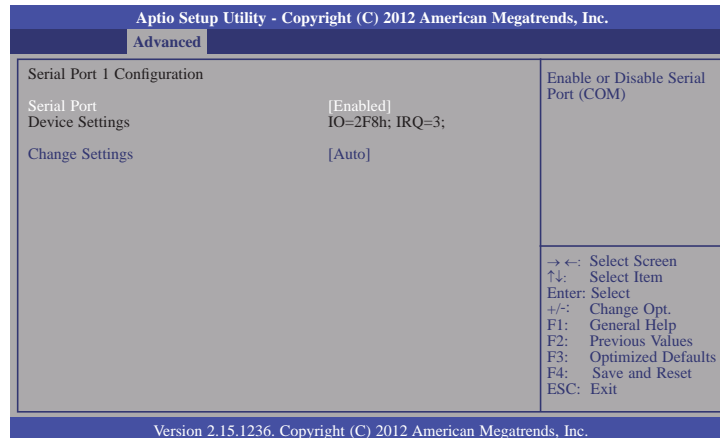 Aptio Setup Utility - Copyright (C) 2012 American Megatrends, Inc.
Advanced
Serial Port 1 Configuration
Serial Port [Enabled]
Device Settings IO=2F8h; IRQ=3;
Change Settings [Auto]
Enable or Disable Serial
Port (COM)
→←: Select Screen
↑↓: Select Item
Enter: Select
+/-: Change Opt.
F1: General Help
F2: Previous Values
F3: Optimized Defaults
F4: Save and Reset
ESC: Exit
Version 2.15.1236. Copyright (C) 2012 American Megatrends, Inc.